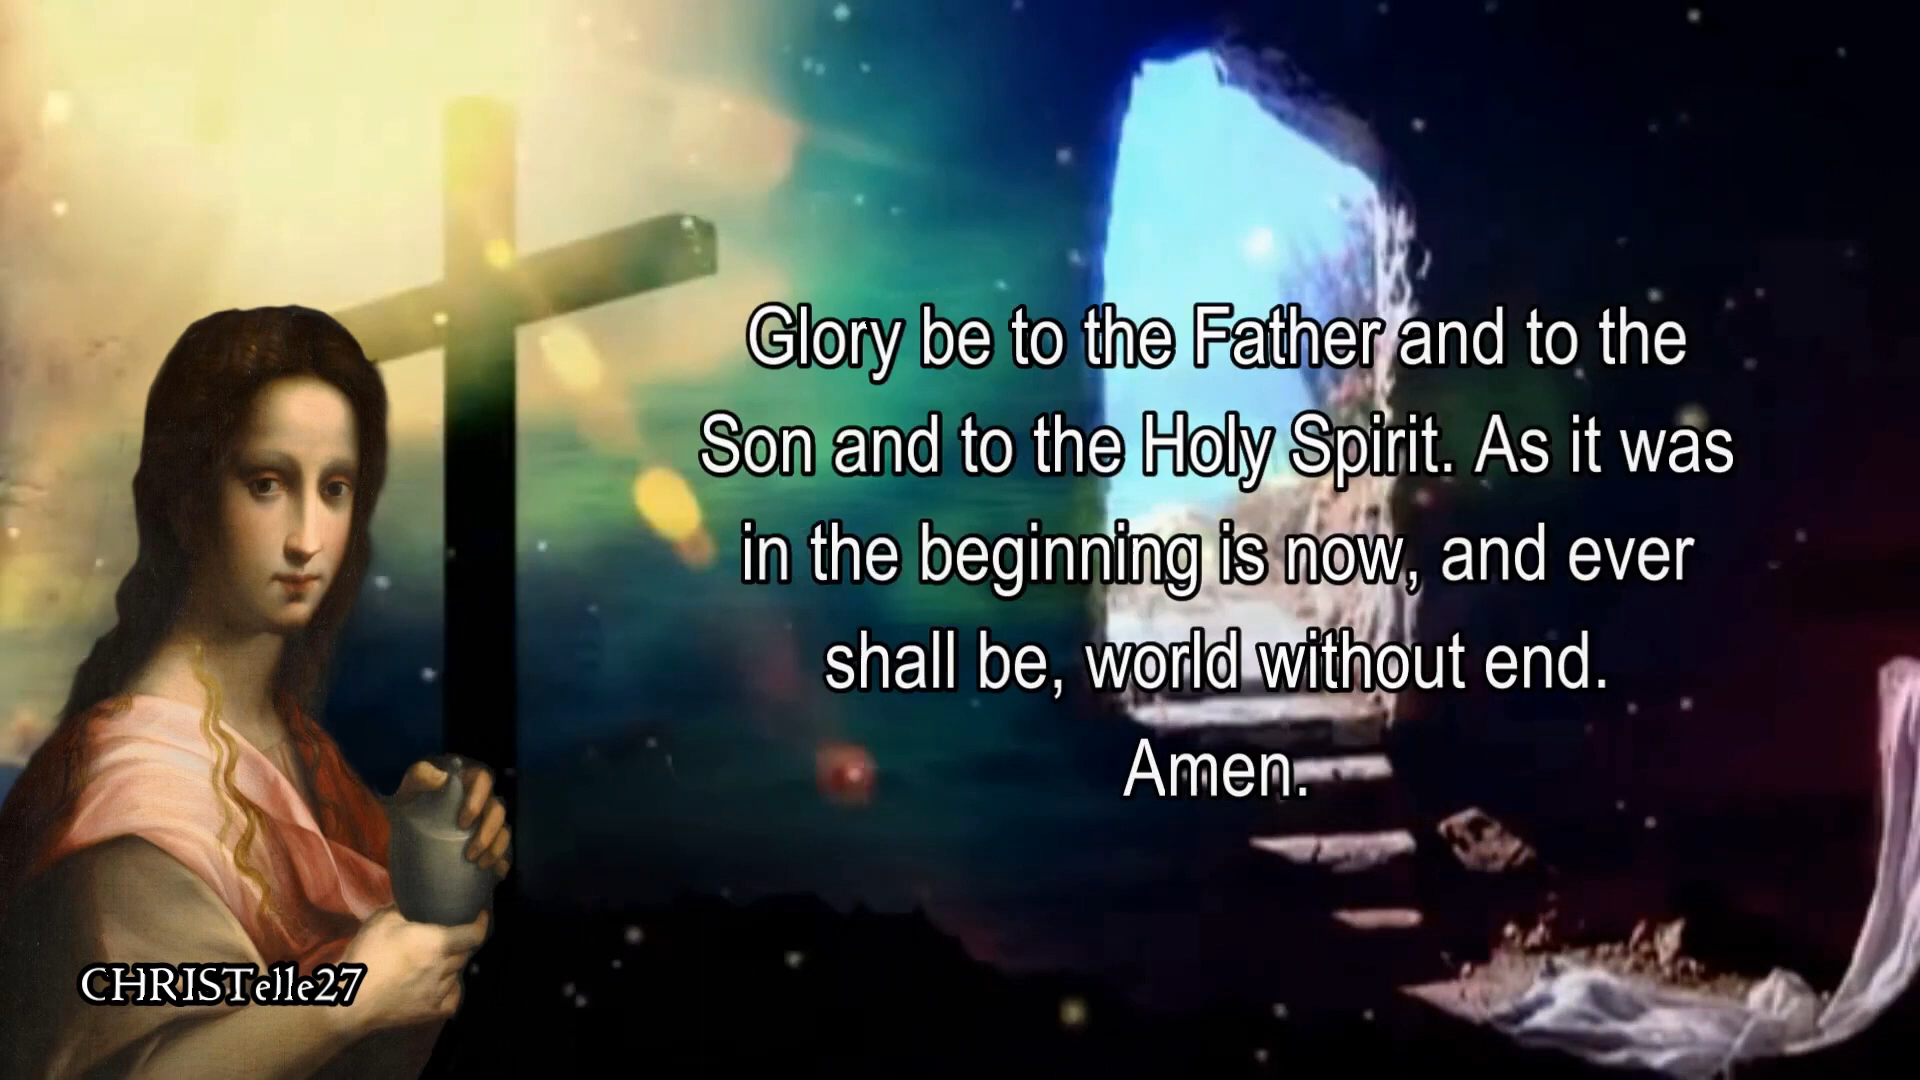 Glory be to the Father and to the
Son and to the Holy Spirit. As it was
in the beginning is now, and ever
shall be, world without end.
Amen.
CHRISTelle27